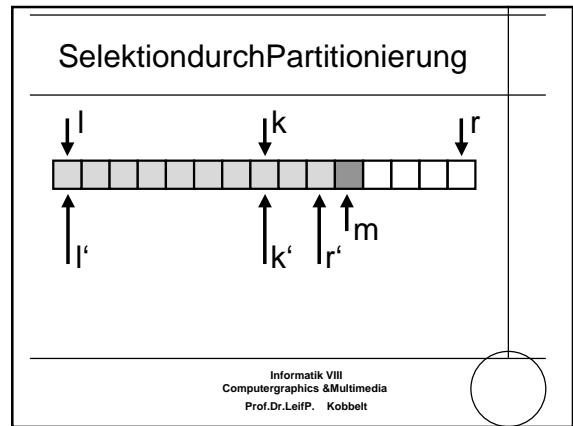 SelektiondurchPartitionierung
l k r
m
l‘ k‘ r‘
Informatik VIII
Computergraphics &Multimedia
Prof.Dr.LeifP. Kobbelt